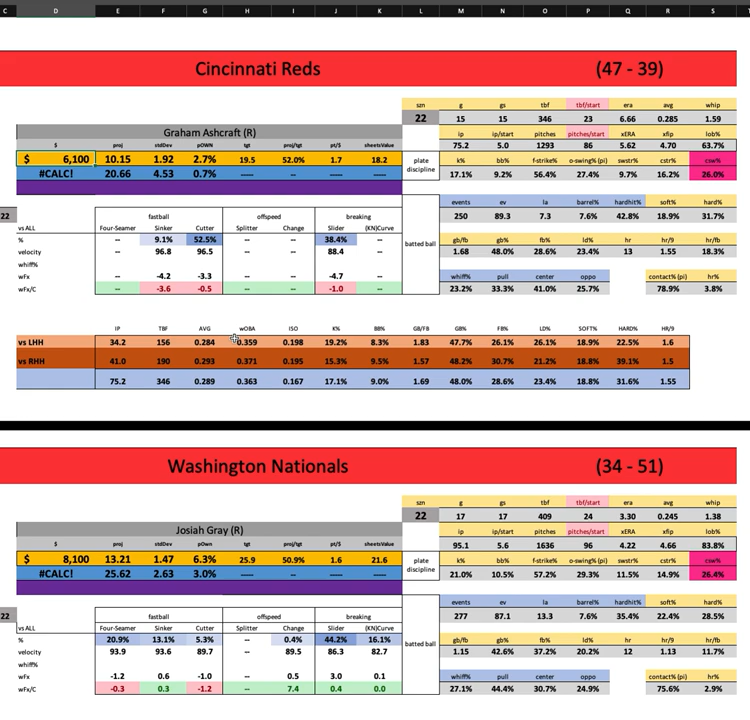 C D E F G H I J K L M N O P Q R S T
Cincinnati Reds (47 - 39)
szn g gs tbf tbf/start era avg whip
22 15 15 346 23 6.66 0.285 1.59
Graham Ashcraft (R) ip ip/start pitches pitches/start xERA xfip lob%
$ proj stdDev pOWN tgt proj/tgt pt/$ sheetsValue 75.2 5.0 1293 86 5.62 4.70 63.7%
$ 6,100 10.15 1.92 2.7% 19.5 52.0% 1.7 18.2 plate discipline k% bb% f-strike% o-swing% (pi) swstr% cstr% csw%
#CALC! 20.66 4.53 0.7% ----- ----- -- ----- 17.1% 9.2% 56.4% 27.4% 9.7% 16.2% 26.0%
events ev la barrel% hardhit% soft% hard%
22 fastball offspeed breaking 250 89.3 7.3 7.6% 42.8% 18.9% 31.7%
vs ALL Four-Seamer Sinker Cutter Splitter Change Slider (KN)Curve
% -- 9.1% 52.5% -- -- 38.4% -- batted ball gb/fb gb% fb% ld% hr hr/9 hr/fb
velocity -- 96.8 96.5 -- -- 88.4 -- 1.68 48.0% 28.6% 23.4% 13 1.55 18.3%
whiff%
wFx -- -4.2 -3.3 -- -- -4.7 -- whiff% pull center oppo contact% (pi) hr%
wFx/C -- -3.6 -0.5 -- -- -1.0 -- 23.2% 33.3% 41.0% 25.7% 78.9% 3.8%
IP TBF AVG wOBA ISO K% BB% GB/FB GB% FB% LD% SOFT% HARD% HR/9
vs LHH 34.2 156 0.284 0.359 0.198 19.2% 8.3% 1.83 47.7% 26.1% 26.1% 18.9% 22.5% 1.6
vs RHH 41.0 190 0.293 0.371 0.195 15.3% 9.5% 1.57 48.2% 30.7% 21.2% 18.8% 39.1% 1.5
75.2 346 0.289 0.363 0.167 17.1% 9.0% 1.69 48.0% 28.6% 23.4% 18.8% 31.6% 1.55
Washington Nationals (34 - 51)
szn g gs tbf tbf/start era avg whip
22 17 17 409 24 3.30 0.245 1.38
Josiah Gray (R) ip ip/start pitches pitches/start xERA xfip lob%
$ proj stdDev pOwn tgt proj/tgt pt/$ sheetsValue 95.1 5.6 1636 96 4.22 4.66 83.8%
$ 8,100 13.21 1.47 6.3% 25.9 50.9% 1.6 21.6 plate discipline k% bb% f-strike% o-swing% (pi) swstr% cstr% csw%
#CALC! 25.62 2.63 3.0% ----- ----- -- ----- 21.0% 10.5% 57.2% 29.3% 11.5% 14.9% 26.4%
events ev la barrel% hardhit% soft% hard%
22 fastball offspeed breaking 277 87.1 13.3 7.6% 35.4% 22.4% 28.5%
vs ALL Four-Seamer Sinker Cutter Splitter Change Slider (KN)Curve
% 20.9% 13.1% 5.3% -- 0.4% 44.2% 16.1% batted ball gb/fb gb% fb% ld% hr hr/9 hr/fb
velocity 93.9 93.6 89.7 -- 89.5 86.3 82.7 1.15 42.6% 37.2% 20.2% 12 1.13 11.7%
whiff%
wFx -1.2 0.6 -1.0 -- 0.5 3.0 0.1 whiff% pull center oppo contact% (pi) hr%
wFx/C -0.3 0.3 -1.2 -- 7.4 0.4 0.0 27.1% 44.4% 30.7% 24.9% 75.6% 2.9%